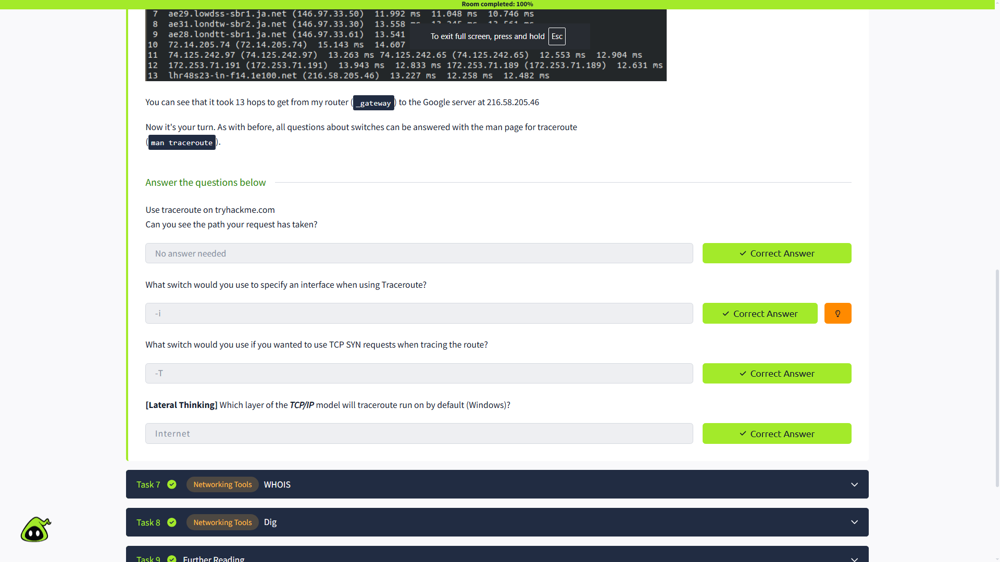 Room completed: 100%
7 ae29.lowdss-sbr1.ja.net (146.97.33.50) 11.992 ms 11.048 ms 10.746 ms
8 ae31.londtw-sbr2.ja.net (146.97.33.30) 13.558
9 ae28.londtt-sbr1.ja.net (146.97.33.61) 13.541
To exit full screen, press and hold Esc
10 72.14.205.74 (72.14.205.74) 15.143 ms 14.607
11 74.125.242.97 (74.125.242.97) 13.263 ms 74.125.242.65 (74.125.242.65) 12.553 ms 12.904 ms
12 172.253.71.191 (172.253.71.191) 13.943 ms 12.833 ms 172.253.71.189 (172.253.71.189) 12.631 ms
13 lhr48s23-in-f14.1e100.net (216.58.205.46) 13.227 ms 12.258 ms 12.482 ms
You can see that it took 13 hops to get from my router (_gateway) to the Google server at 216.58.205.46
Now it's your turn. As with before, all questions about switches can be answered with the man page for traceroute
(man traceroute).
Answer the questions below
Use traceroute on tryhackme.com
Can you see the path your request has taken?
No answer needed
Correct Answer
What switch would you use to specify an interface when using Traceroute?
-i
Correct Answer
What switch would you use if you wanted to use TCP SYN requests when tracing the route?
-T
Correct Answer
[Lateral Thinking] Which layer of the TCP/IP model will traceroute run on by default (Windows)?
Internet
Correct Answer
Task 7 Networking Tools WHOIS
Task 8 Networking Tools Dig
Task 9 Further Reading